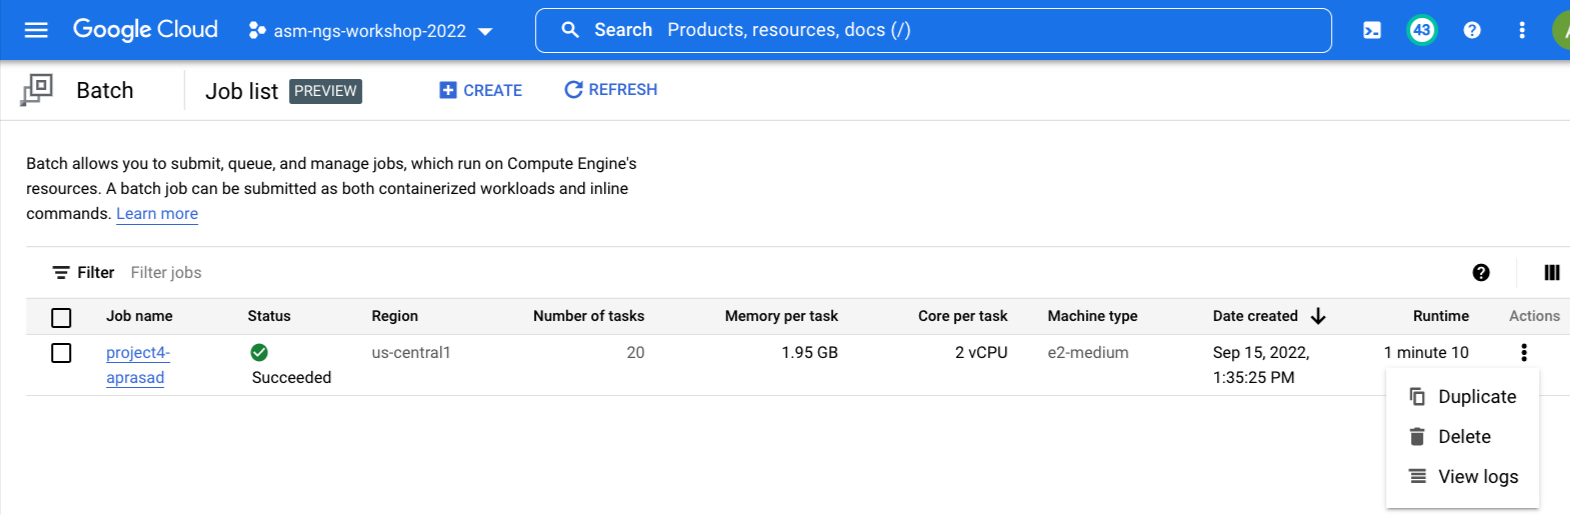 Google Cloud asm-ngs-workshop-2022 Search Products, resources, docs (/) 43 A
Batch Job list PREVIEW CREATE REFRESH
Batch allows you to submit, queue, and manage jobs, which run on Compute Engine's
resources. A batch job can be submitted as both containerized workloads and inline
commands. Learn more
Filter Filter jobs
Job name Status Region Number of tasks Memory per task Core per task Machine type Date created Runtime Actions
project4- us-central1 20 1.95 GB 2 vCPU e2-medium Sep 15, 2022, 1 minute 10
aprasad Succeeded 1:35:25 PM
Duplicate
Delete
View logs